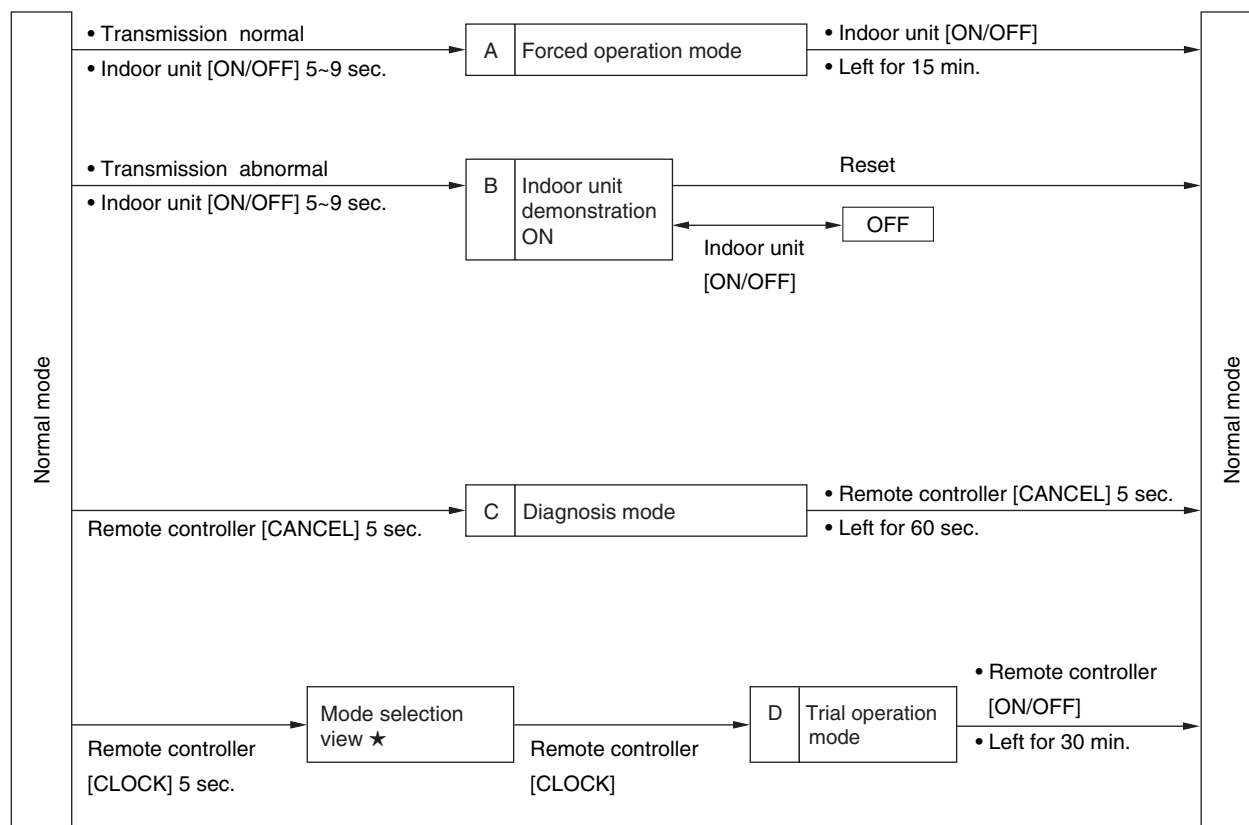 Normal mode
• Transmission normal
• Indoor unit [ON/OFF] 5~9 sec.
A
Forced operation mode
• Indoor unit [ON/OFF]
• Left for 15 min.
• Transmission abnormal
• Indoor unit [ON/OFF] 5~9 sec.
B
Indoor unit
demonstration
ON
Reset
OFF
Indoor unit
[ON/OFF]
Remote controller [CANCEL] 5 sec.
C
Diagnosis mode
• Remote controller [CANCEL] 5 sec.
• Left for 60 sec.
Remote controller
[CLOCK] 5 sec.
Mode selection
view ★
Remote controller
[CLOCK]
D
Trial operation
mode
• Remote controller
[ON/OFF]
• Left for 30 min.
Normal mode